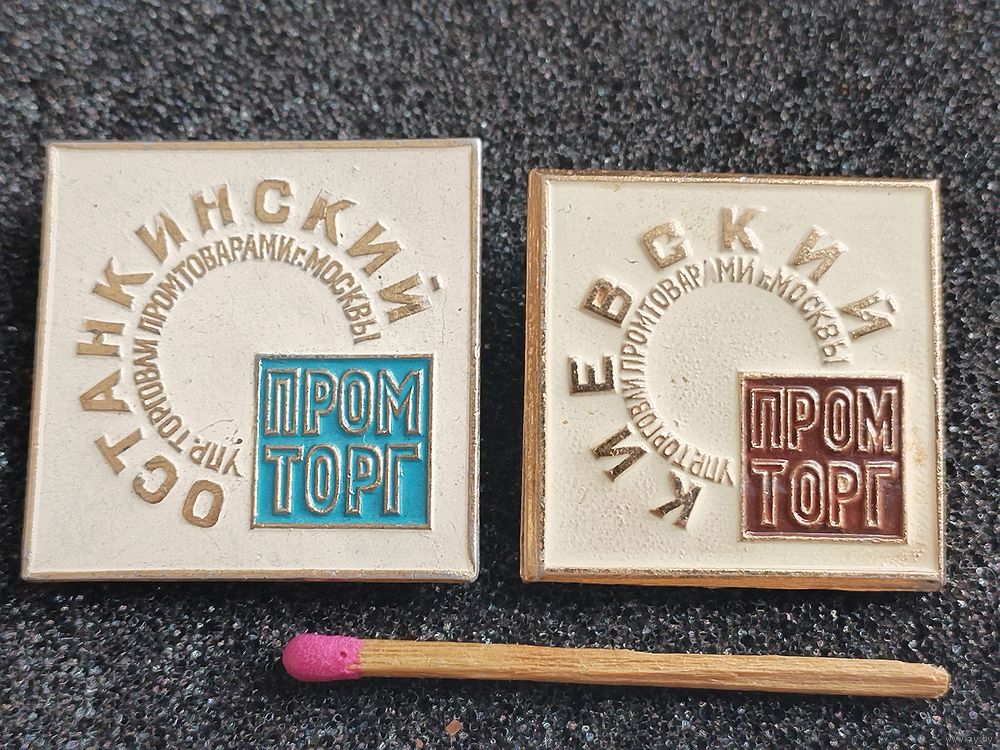 ОСТАНКИНСКИЙ
УПР. ТОРГОВЛИ ПРОМТОВАРАМИ г. МОСКВЫ
ПРОМ
ТОРГ
КИЕВСКИЙ
УПР. ТОРГОВЛИ ПРОМТОВАРАМИ г. МОСКВЫ
ПРОМ
ТОРГ